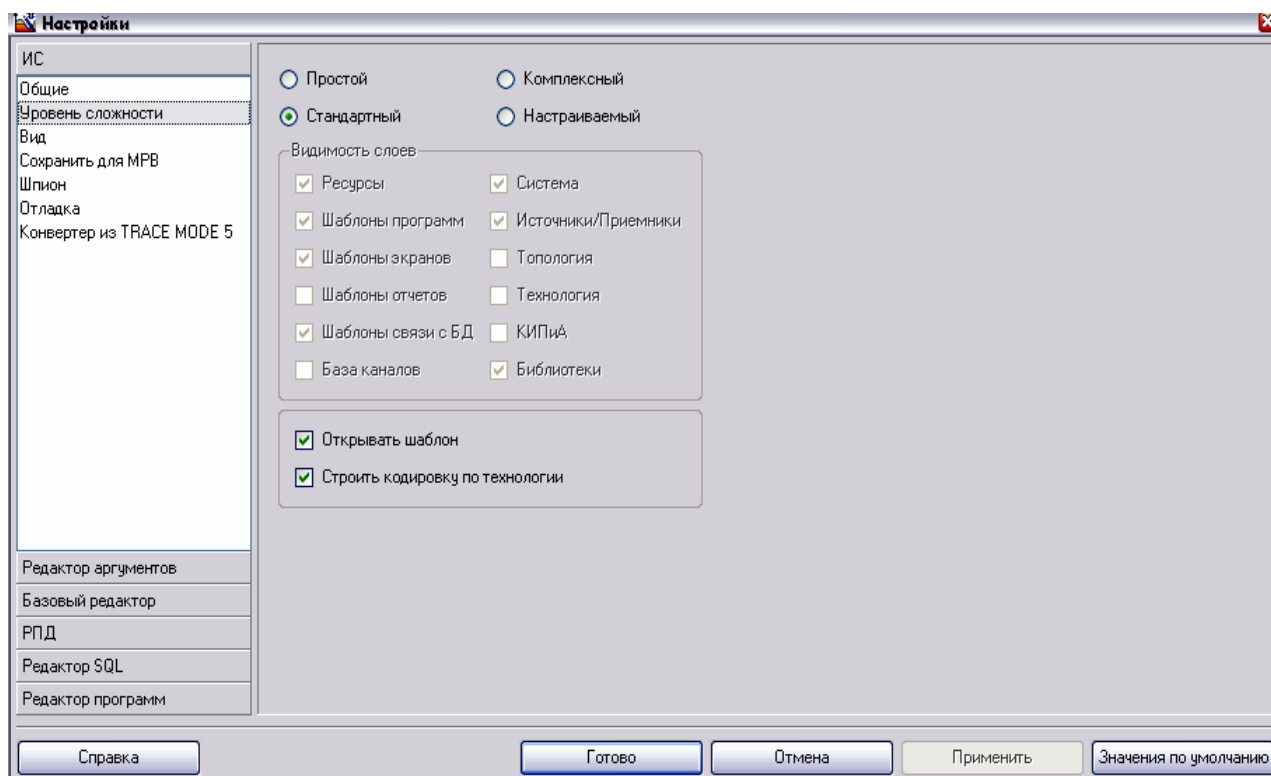 Настройки
ИС
Общие
Уровень сложности
Вид
Сохранить для МРВ
Шпион
Отладка
Конвертер из TRACE MODE 5
Редактор аргументов
Базовый редактор
РПД
Редактор SQL
Редактор программ
Простой Комплексный
Стандартный Настраиваемый
Видимость слоев
Ресурсы Система
Шаблоны программ Источники/Приемники
Шаблоны экранов Топология
Шаблоны отчетов Технология
Шаблоны связи с БД КИПиА
База каналов Библиотеки
Открывать шаблон
Строить кодировку по технологии
Справка Готово Отмена Применить Значения по умолчанию